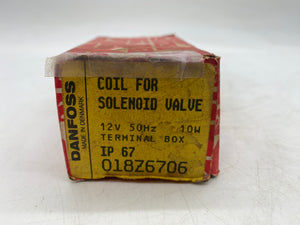 DANFOSS
MADE IN DENMARK
COIL FOR
SOLENOID VALVE
12V 50Hz 10W
TERMINAL BOX
IP 67
018Z6706